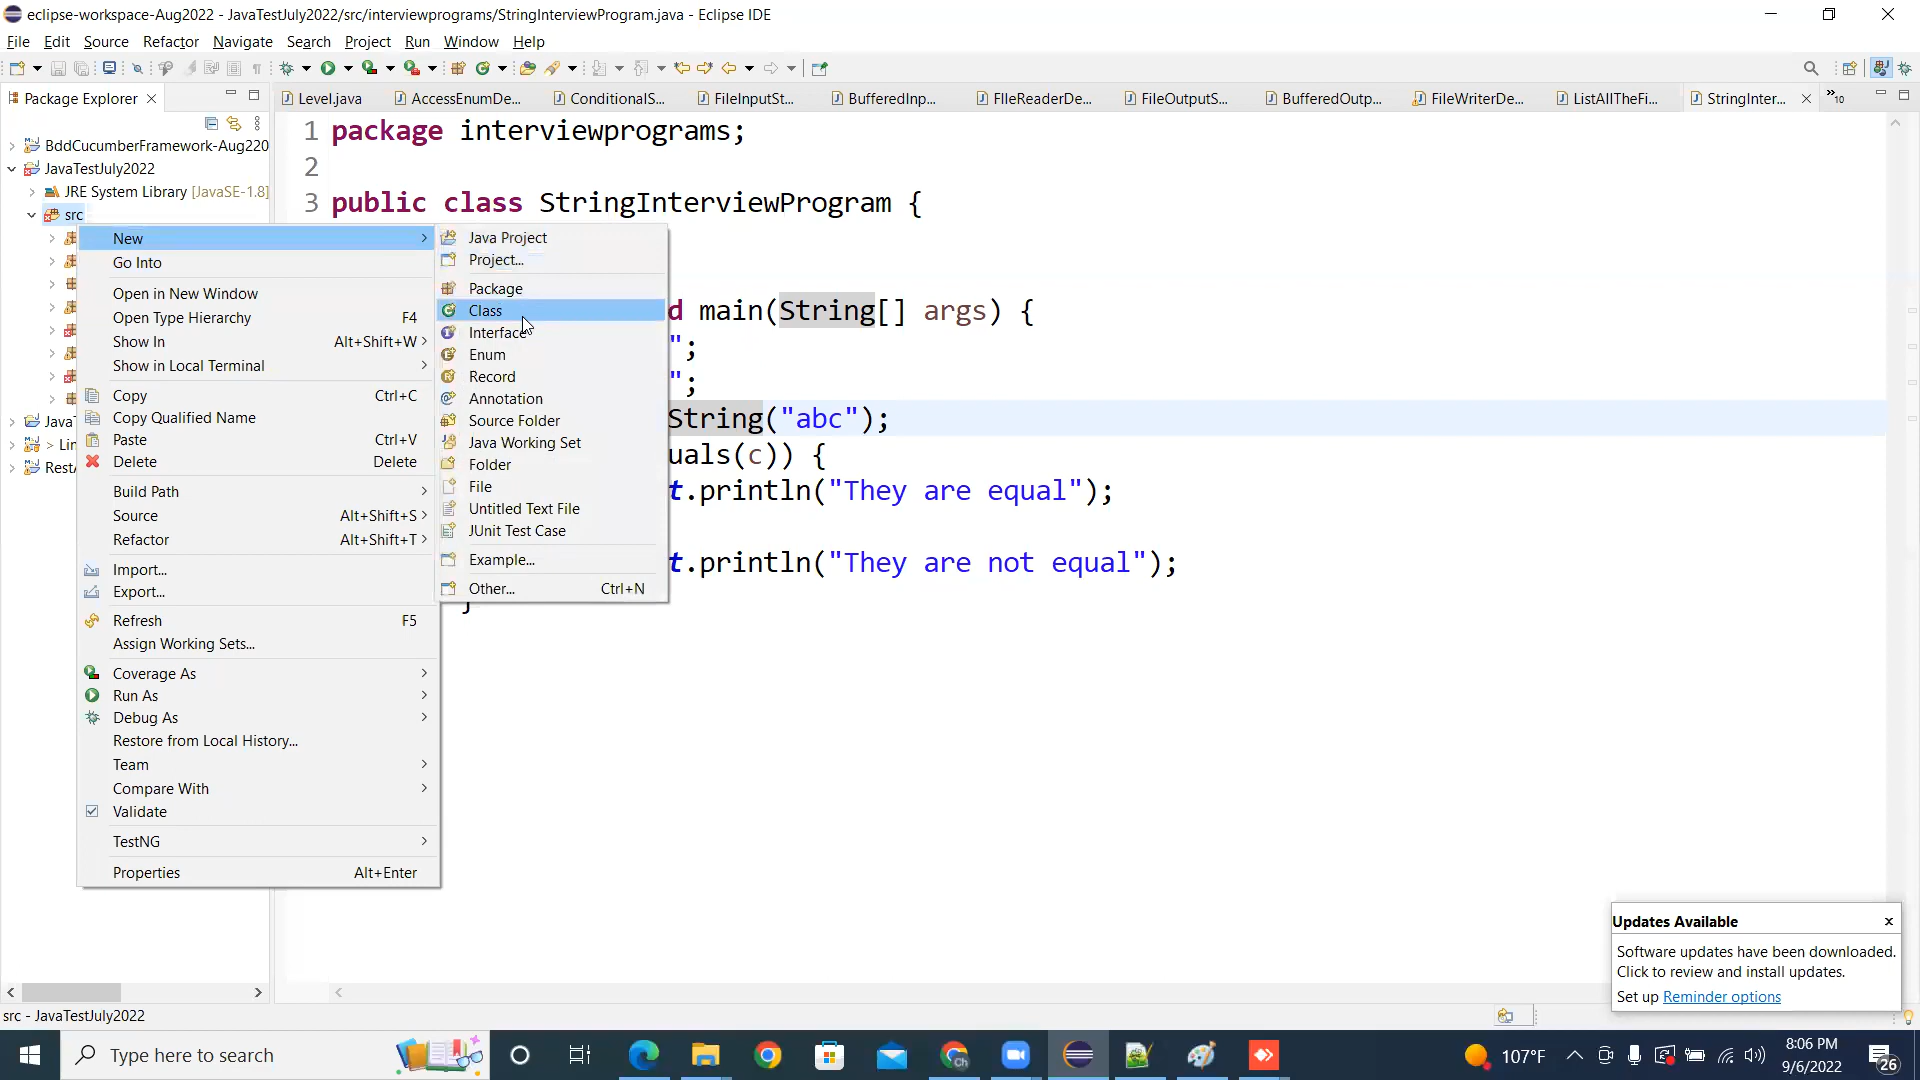 eclipse-workspace-Aug2022 - JavaTestJuly2022/src/interviewprograms/StringInterviewProgram.java - Eclipse IDE
File Edit Source Refactor Navigate Search Project Run Window Help
Package Explorer
Level.java AccessEnumDe... ConditionalS... FileInputSt... BufferedInp... FIleReaderDe... FileOutputS... BufferedOutp... FileWriterDe... ListAllTheFi... StringInter... »10
BddCucumberFramework-Aug220
JavaTestJuly2022
JRE System Library [JavaSE-1.8]
src
JavaT
> Lin
RestA
1 package interviewprograms;
2
3 public class StringInterviewProgram {
d main(String[] args) {
";
";
String("abc");
uals(c)) {
t.println("They are equal");
t.println("They are not equal");
}
New
Go Into
Open in New Window
Open Type Hierarchy F4
Show In Alt+Shift+W
Show in Local Terminal
Copy Ctrl+C
Copy Qualified Name
Paste Ctrl+V
Delete Delete
Build Path
Source Alt+Shift+S
Refactor Alt+Shift+T
Import...
Export...
Refresh F5
Assign Working Sets...
Coverage As
Run As
Debug As
Restore from Local History...
Team
Compare With
Validate
TestNG
Properties Alt+Enter
Java Project
Project...
Package
Class
Interface
Enum
Record
Annotation
Source Folder
Java Working Set
Folder
File
Untitled Text File
JUnit Test Case
Example...
Other... Ctrl+N
Updates Available
Software updates have been downloaded.
Click to review and install updates.
Set up Reminder options
src - JavaTestJuly2022
Type here to search
107°F
8:06 PM
9/6/2022
26